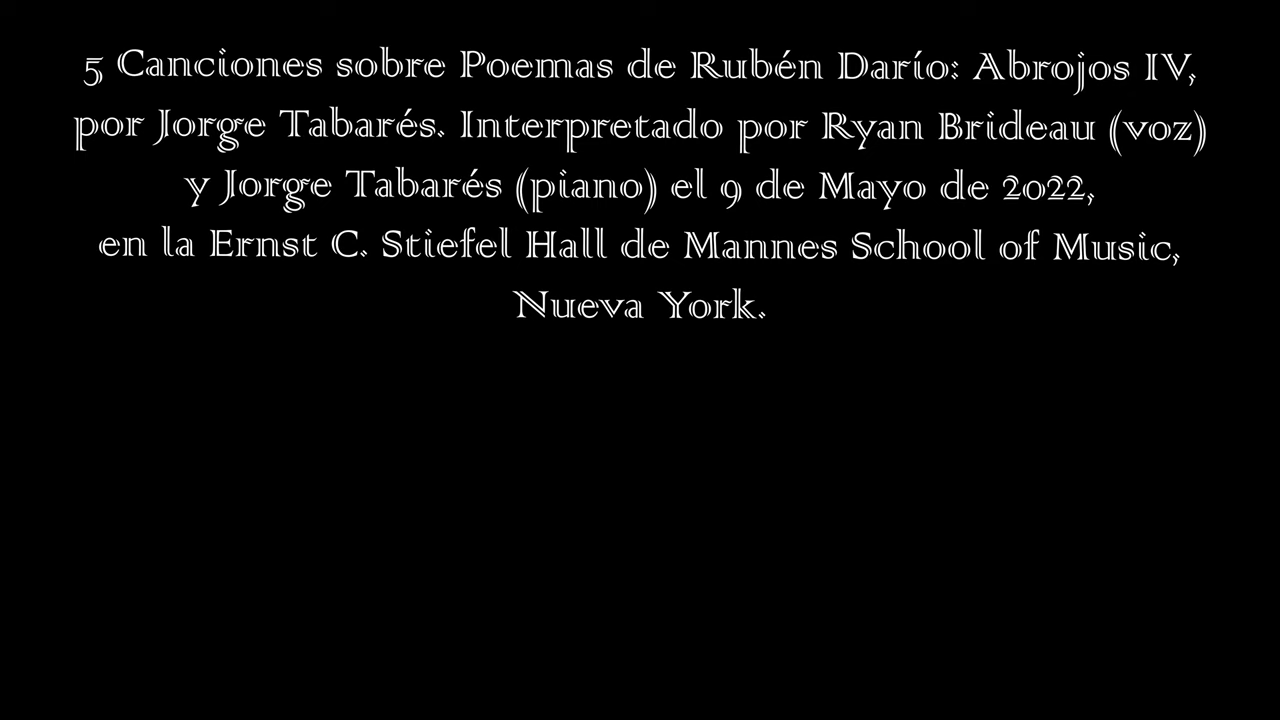 5 Canciones sobre Poemas de Rubén Darío: Abrojos IV,
por Jorge Tabarés. Interpretado por Ryan Brideau (voz)
y Jorge Tabarés (piano) el 9 de Mayo de 2022,
en la Ernst C. Stiefel Hall de Mannes School of Music,
Nueva York.